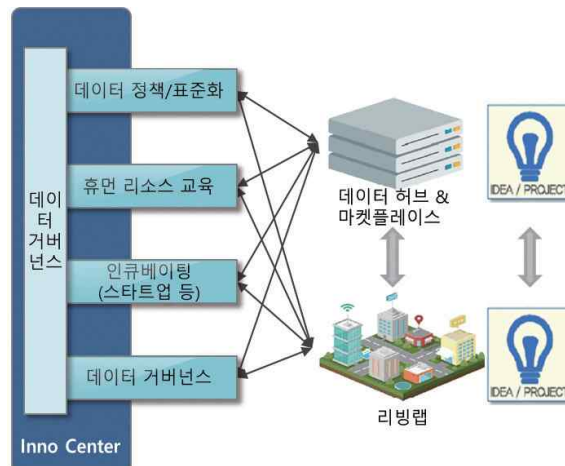 데이터 정책/표준화
휴먼 리소스 교육
인큐베이팅
(스타트업 등)
데이터 거버넌스
데이
터
거버
넌스
Inno Center
데이터 허브 &
마켓플레이스
리빙랩
IDEA / PROJECT
IDEA / PROJECT